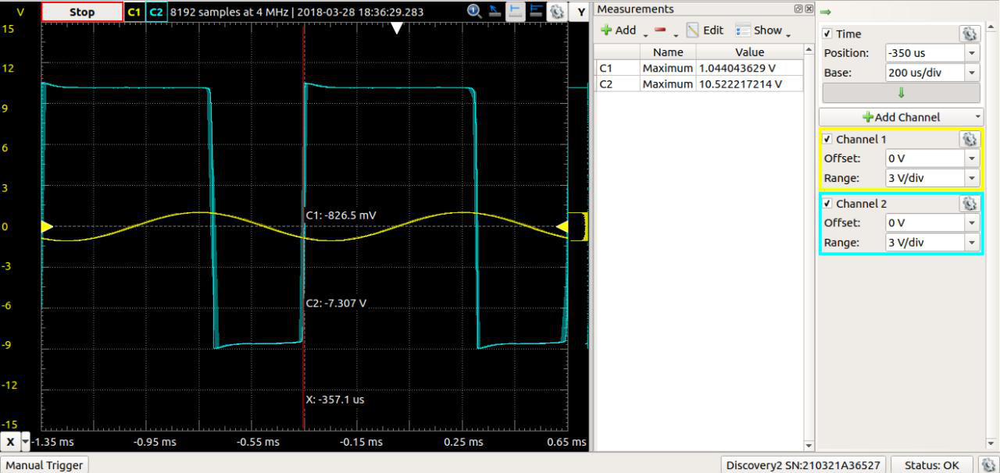 V Stop C1 C2 8192 samples at 4 MHz | 2018-03-28 18:36:29.283 Y
15
12
9
6
3
0
-3
-6
-9
-12
-15
C1: -826.5 mV
C2: -7.307 V
X: -357.1 us
X -1.35 ms -0.95 ms -0.55 ms -0.15 ms 0.25 ms 0.65 ms
Measurements
Add Edit Show
Name Value
C1 Maximum 1.044043629 V
C2 Maximum 10.522217214 V
Time
Position: -350 us
Base: 200 us/div
Add Channel
Channel 1
Offset: 0 V
Range: 3 V/div
Channel 2
Offset: 0 V
Range: 3 V/div
Manual Trigger Discovery2 SN:210321A36527 Status: OK